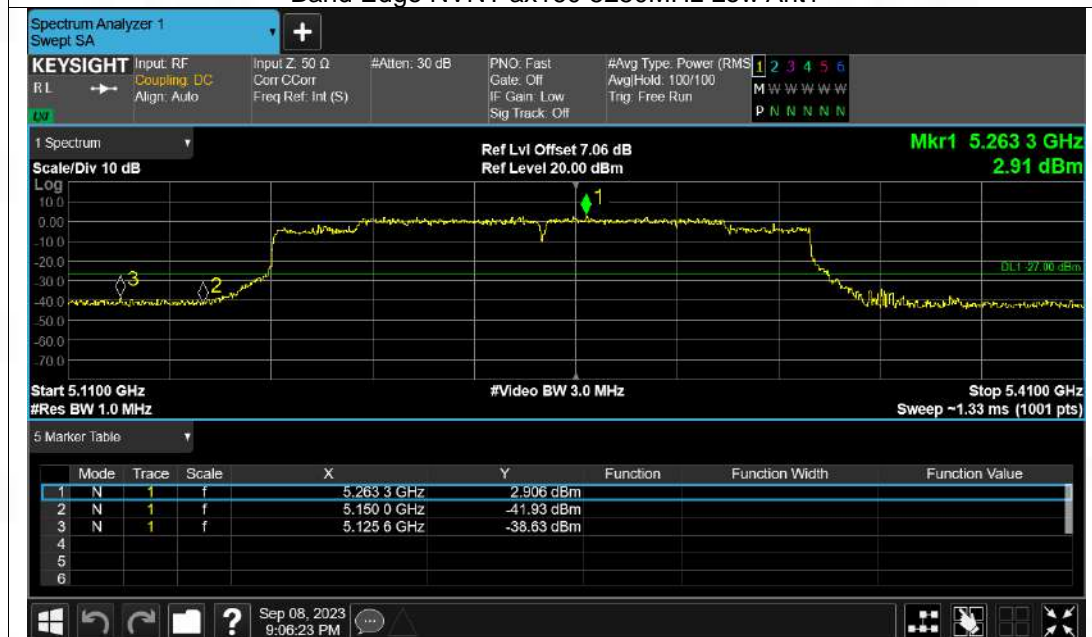 Spectrum Analyzer 1
Swept SA
+
KEYSIGHT Input: RF Input Z: 50 Ω #Atten: 30 dB PNO: Fast #Avg Type: Power (RMS 1 2 3 4 5 6
RL Coupling: DC Corr CCorr Gate: Off Avg|Hold: 100/100 M W W W W W
Align: Auto Freq Ref: Int (S) IF Gain: Low Trig: Free Run
Sig Track: Off P N N N N N
LXI
1 Spectrum Ref Lvl Offset 7.06 dB Mkr1 5.263 3 GHz
Scale/Div 10 dB Ref Level 20.00 dBm 2.91 dBm
Log
10.0
1
0.00
-10.0
-20.0
DL1 -27.00 dBm
-30.0
3
2
-40.0
-50.0
-60.0
-70.0
Start 5.1100 GHz #Video BW 3.0 MHz Stop 5.4100 GHz
#Res BW 1.0 MHz Sweep ~1.33 ms (1001 pts)
5 Marker Table
Mode Trace Scale X Y Function Function Width Function Value
1 N 1 f 5.263 3 GHz 2.906 dBm
2 N 1 f 5.150 0 GHz -41.93 dBm
3 N 1 f 5.125 6 GHz -38.63 dBm
4
5
6
? Sep 08, 2023
9:06:23 PM